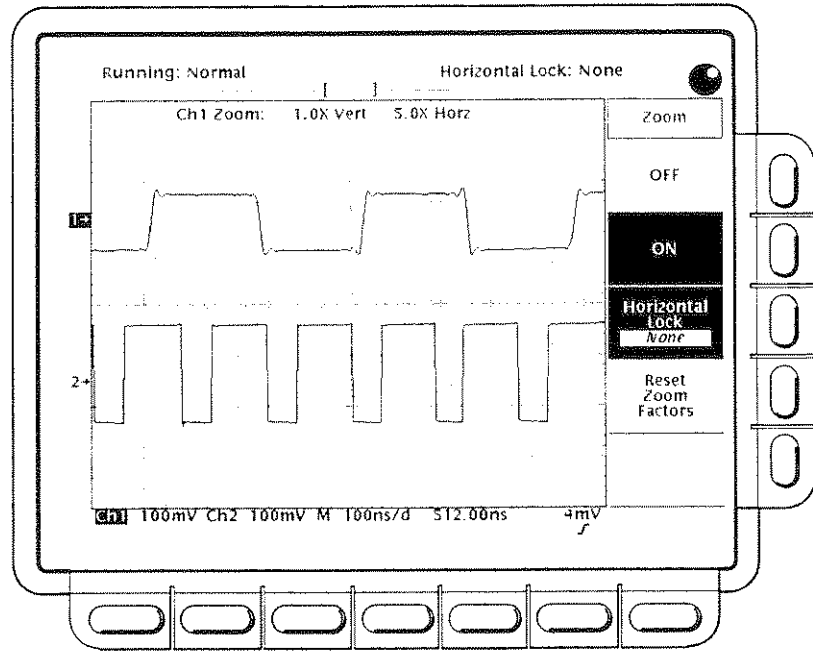 Running: Normal
Horizontal Lock: None
[ ]
Ch1 Zoom: 1.0X Vert 5.0X Horz
Zoom
OFF
1→
ON
Horizontal
Lock
None
2→
Reset
Zoom
Factors
Ch1 100mV Ch2 100mV M 100ns/d 512.00ns 4mV